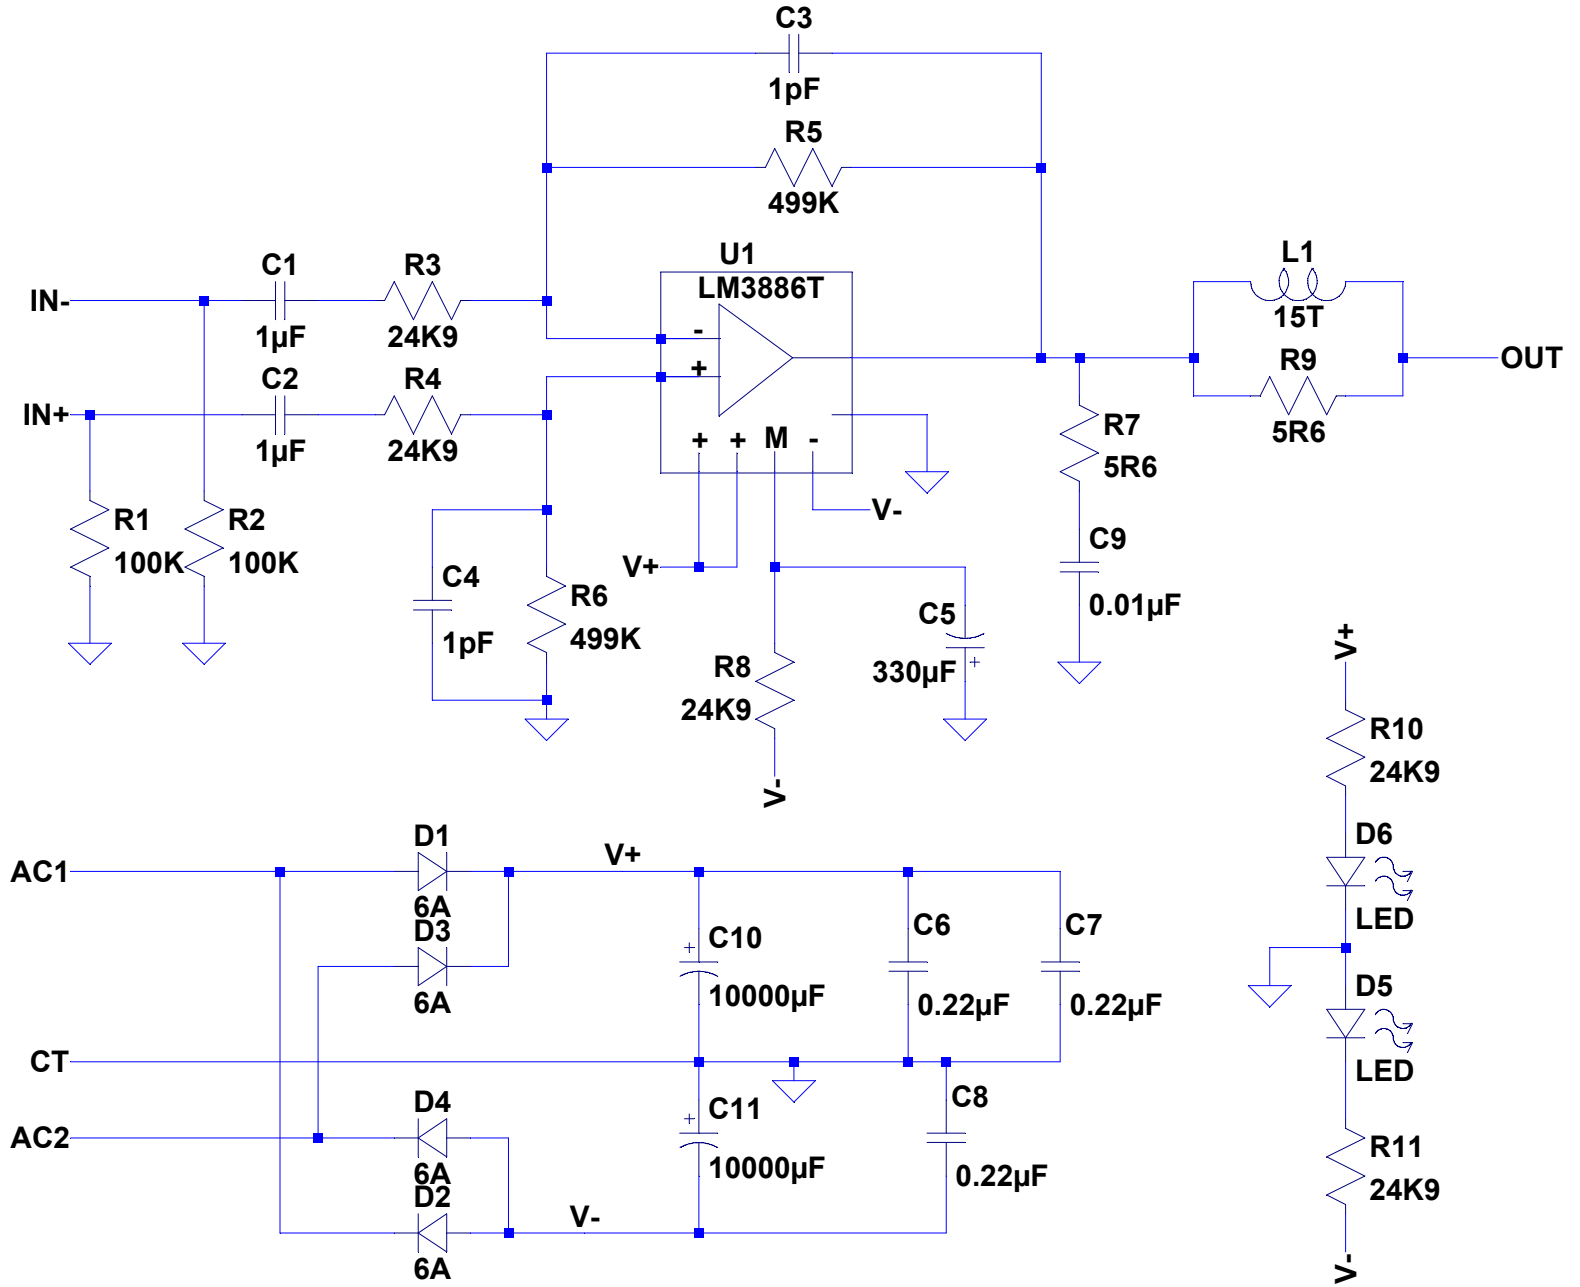 C3
1pF
R5
499K
U1
LM3886T
-
+
+ + M -
IN-
C1
1µF
R3
24K9
IN+
C2
1µF
R4
24K9
R1
100K
R2
100K
C4
1pF
R6
499K
V+
V-
R8
24K9
V-
C5
330µF
+
R7
5R6
C9
0.01µF
L1
15T
R9
5R6
OUT
V+
R10
24K9
D6
LED
D5
LED
R11
24K9
V-
AC1
D1
6A
D3
6A
V+
C10
+
10000µF
C6
0.22µF
C7
0.22µF
CT
AC2
D4
6A
D2
6A
V-
C11
+
10000µF
C8
0.22µF